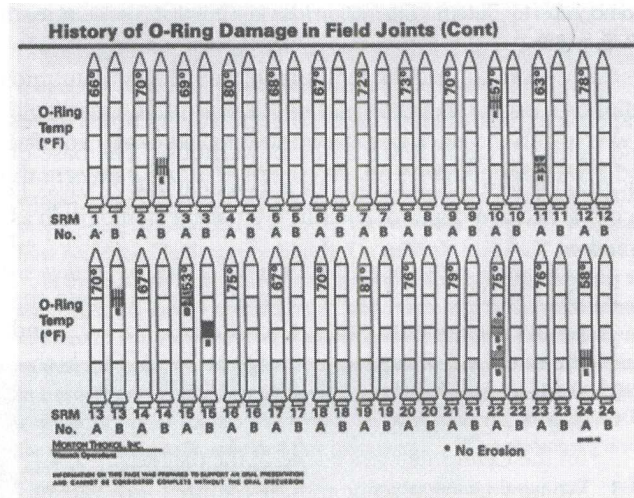 History of O-Ring Damage in Field Joints (Cont)
66° 70° 69° 80° 68° 67° 72° 73° 70° 57° 63° 78°
O-Ring
Temp
(°F)
SRM 1 1 2 2 3 3 4 4 5 5 6 6 7 7 8 8 9 9 10 10 11 11 12 12
No. A B A B A B A B A B A B A B A B A B A B A B A B
70° 67° 53° 75° 67° 70° 81° 76° 79° 75° 76° 58°
O-Ring
Temp
(°F)
SRM 13 13 14 14 15 15 16 16 17 17 18 18 19 19 20 20 21 21 22 22 23 23 24 24
No. A B A B A B A B A B A B A B A B A B A B A B A B
MORTON THIOKOL, INC.
Wasatch Operations
* No Erosion
INFORMATION ON THIS PAGE WAS PREPARED TO SUPPORT AN ORAL PRESENTATION
AND CANNOT BE CONSIDERED COMPLETE WITHOUT THE ORAL DISCUSSION